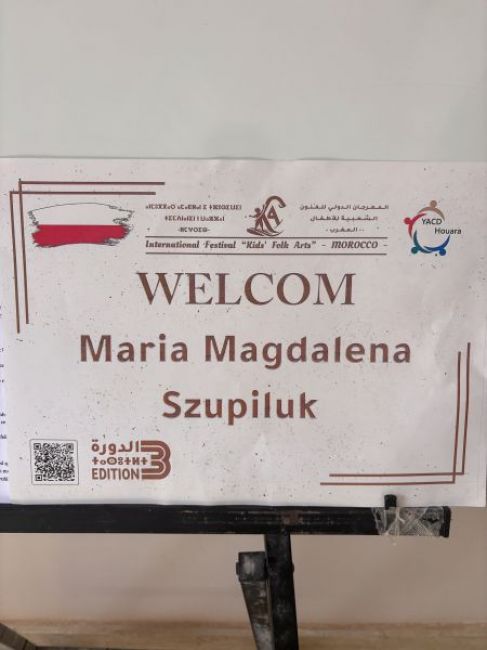 المهرجان الدولي للفنون
الشعبية للأطفال
- المغرب -
International Festival "Kids' Folk Arts" - MOROCCO -
YACD
Houara
WELCOM
Maria Magdalena
Szupiluk
الدورة
EDITION 3